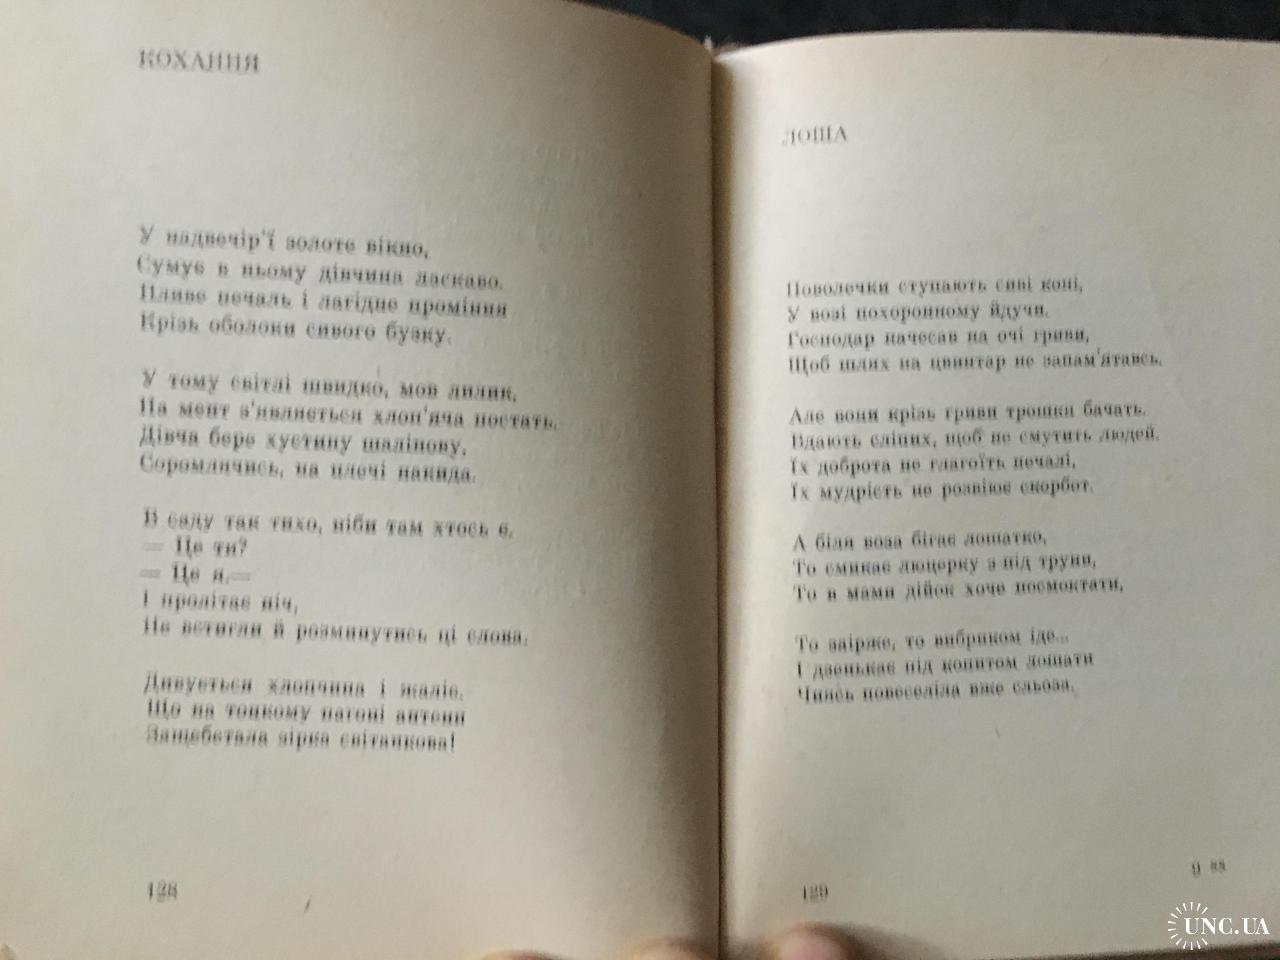 КОХАННЯ
У надвечір'ї золоте вікно,
Сумує в ньому дівчина ласкаво.
Пливе печаль і лагідне проміння
Крізь оболоки сивого бузку.
У тому світлі швидко, мов лилик,
На мент з'являється хлоп'яча постать.
Дівча бере хустину шалінову,
Соромлячись, на плечі накида.
В саду так тихо, ніби там хтось є.
— Це ти?
— Це я.—
І пролітає ніч,
Не встигли й розминутись ці слова.
Дивується хлопчина і жаліє,
Що на тонкому пагоні антени
Защебетала зірка світанкова!
128
ЛОША
Поволечки ступають сиві коні,
У возі похоронному йдучи.
Господар начесав на очі гриви,
Щоб шлях на цвинтар не запам'ятавсь.
Але вони крізь гриви трошки бачать.
Вдають сліпих, щоб не смутить людей.
Їх доброта не глагоїть печалі,
Їх мудрість не розвіює скорбот.
А біля воза бігає лошатко,
То смикає люцерку з-під труни,
То в мами дійок хоче посмоктати,
То заірже, то вибриком іде...
І дзенькає під копитом лошати
Чиясь повеселіла вже сльоза.
9 88
129
UNC.UA